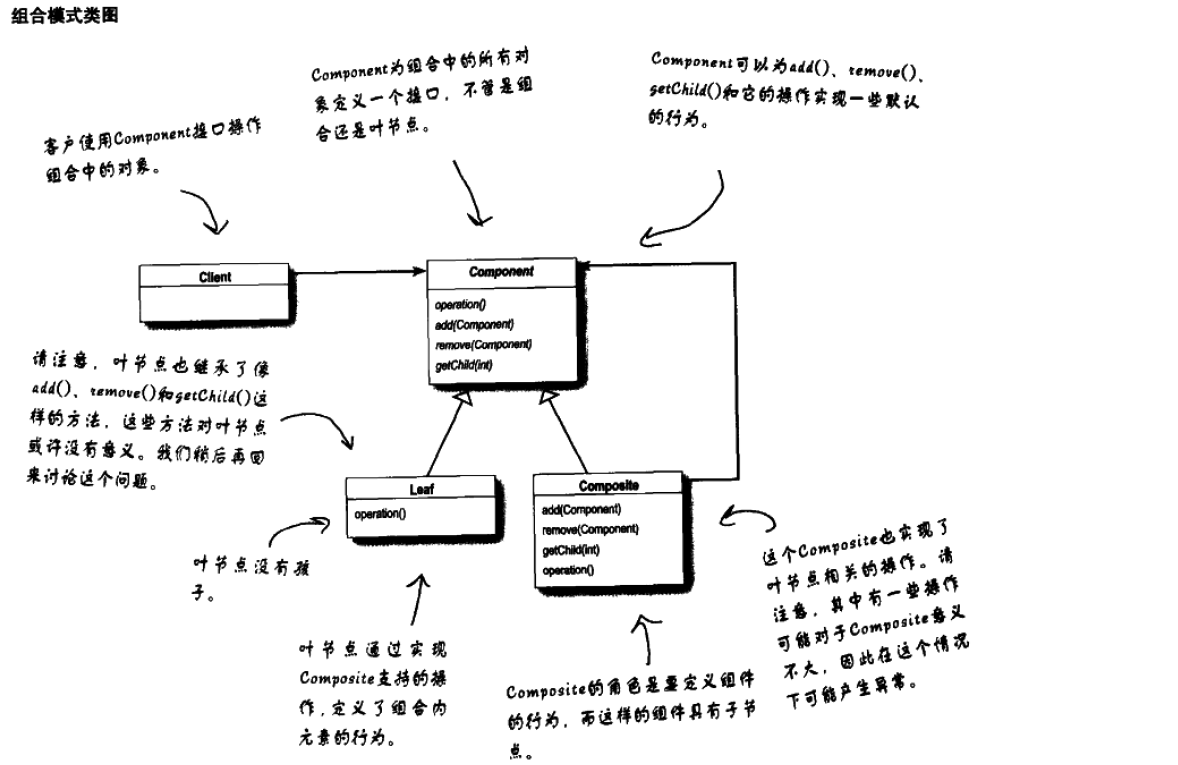 组合模式类图
客户使用Component接口操作
组合中的对象。
Component为组合中的所有对
象定义一个接口，不管是组
合还是叶节点。
Component可以为add()、remove()、
getChild()和它的操作实现一些默认
的行为。
Client
Component
operation()
add(Component)
remove(Component)
getChild(int)
请注意，叶节点也继承了像
add()、remove()和getChild()这
样的方法，这些方法对叶节点
或许没有意义。我们稍后再回
来讨论这个问题。
Leaf
operation()
Composite
add(Component)
remove(Component)
getChild(int)
operation()
叶节点没有孩
子。
叶节点通过实现
Composite支持的操
作，定义了组合内
元素的行为。
Composite的角色是要定义组件
的行为，而这样的组件具有子节
点。
这个Composite也实现了
叶节点相关的操作。请
注意，其中有一些操作
可能对于Composite意义
不大，因此在这个情况
下可能产生异常。